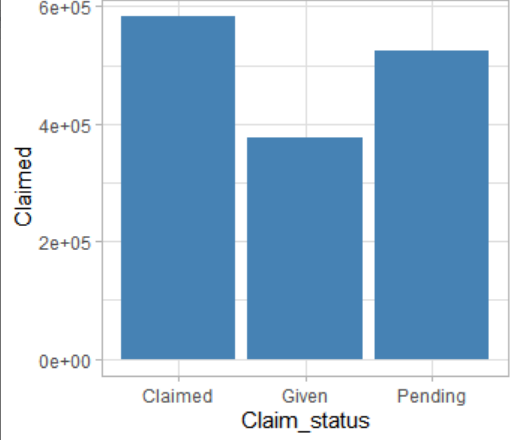 6e+05
4e+05
2e+05
0e+00
Claimed
Claimed Given Pending
Claim_status